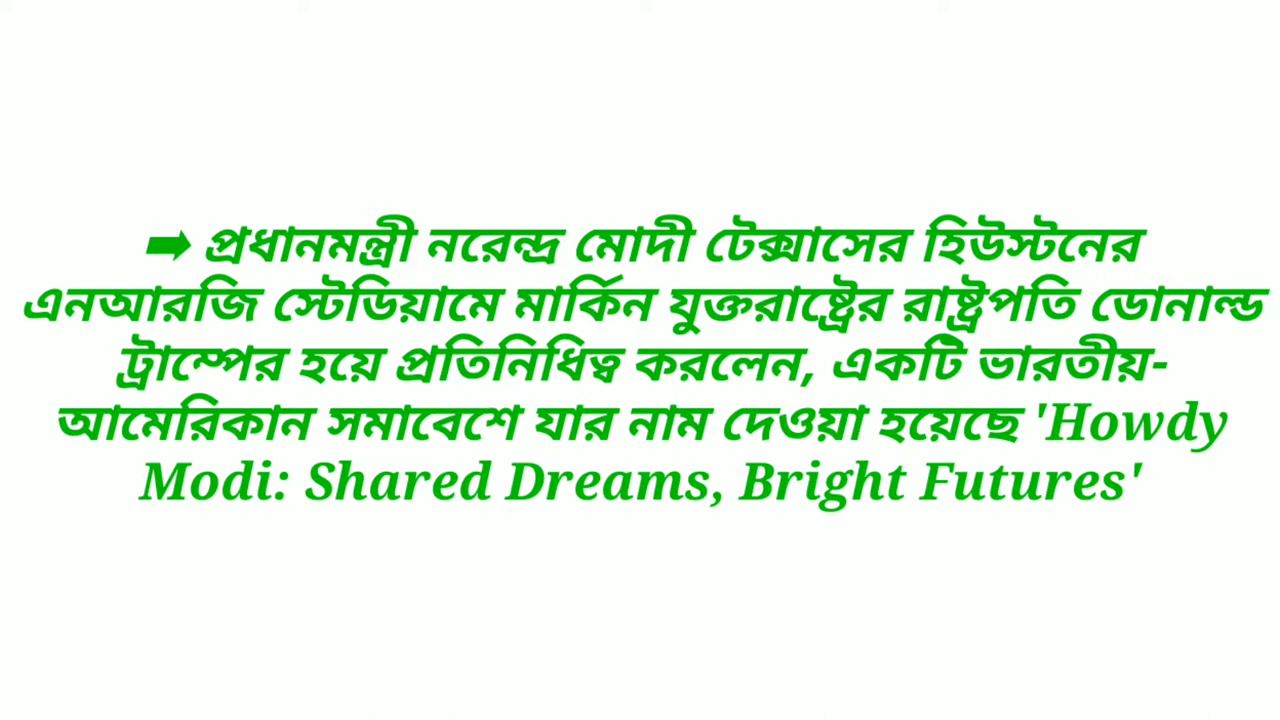 ➡ প্রধানমন্ত্রী নরেন্দ্র মোদী টেক্সাসের হিউস্টনের
এনআরজি স্টেডিয়ামে মার্কিন যুক্তরাষ্ট্রের রাষ্ট্রপতি ডোনাল্ড
ট্রাম্পের হয়ে প্রতিনিধিত্ব করলেন, একটি ভারতীয়-
আমেরিকান সমাবেশে যার নাম দেওয়া হয়েছে 'Howdy
Modi: Shared Dreams, Bright Futures'